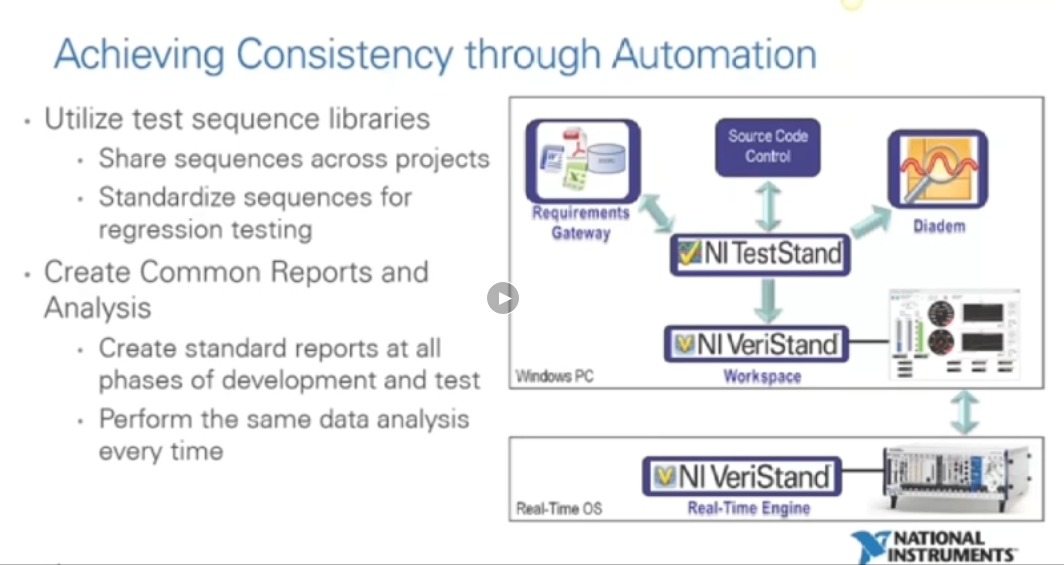 Achieving Consistency through Automation
• Utilize test sequence libraries
• Share sequences across projects
• Standardize sequences for
regression testing
• Create Common Reports and
Analysis
• Create standard reports at all
phases of development and test
• Perform the same data analysis
every time
Requirements
Gateway
Source Code
Control
Diadem
NI TestStand
NI VeriStand
Workspace
Windows PC
NI VeriStand
Real-Time Engine
Real-Time OS
NATIONAL
INSTRUMENTS™